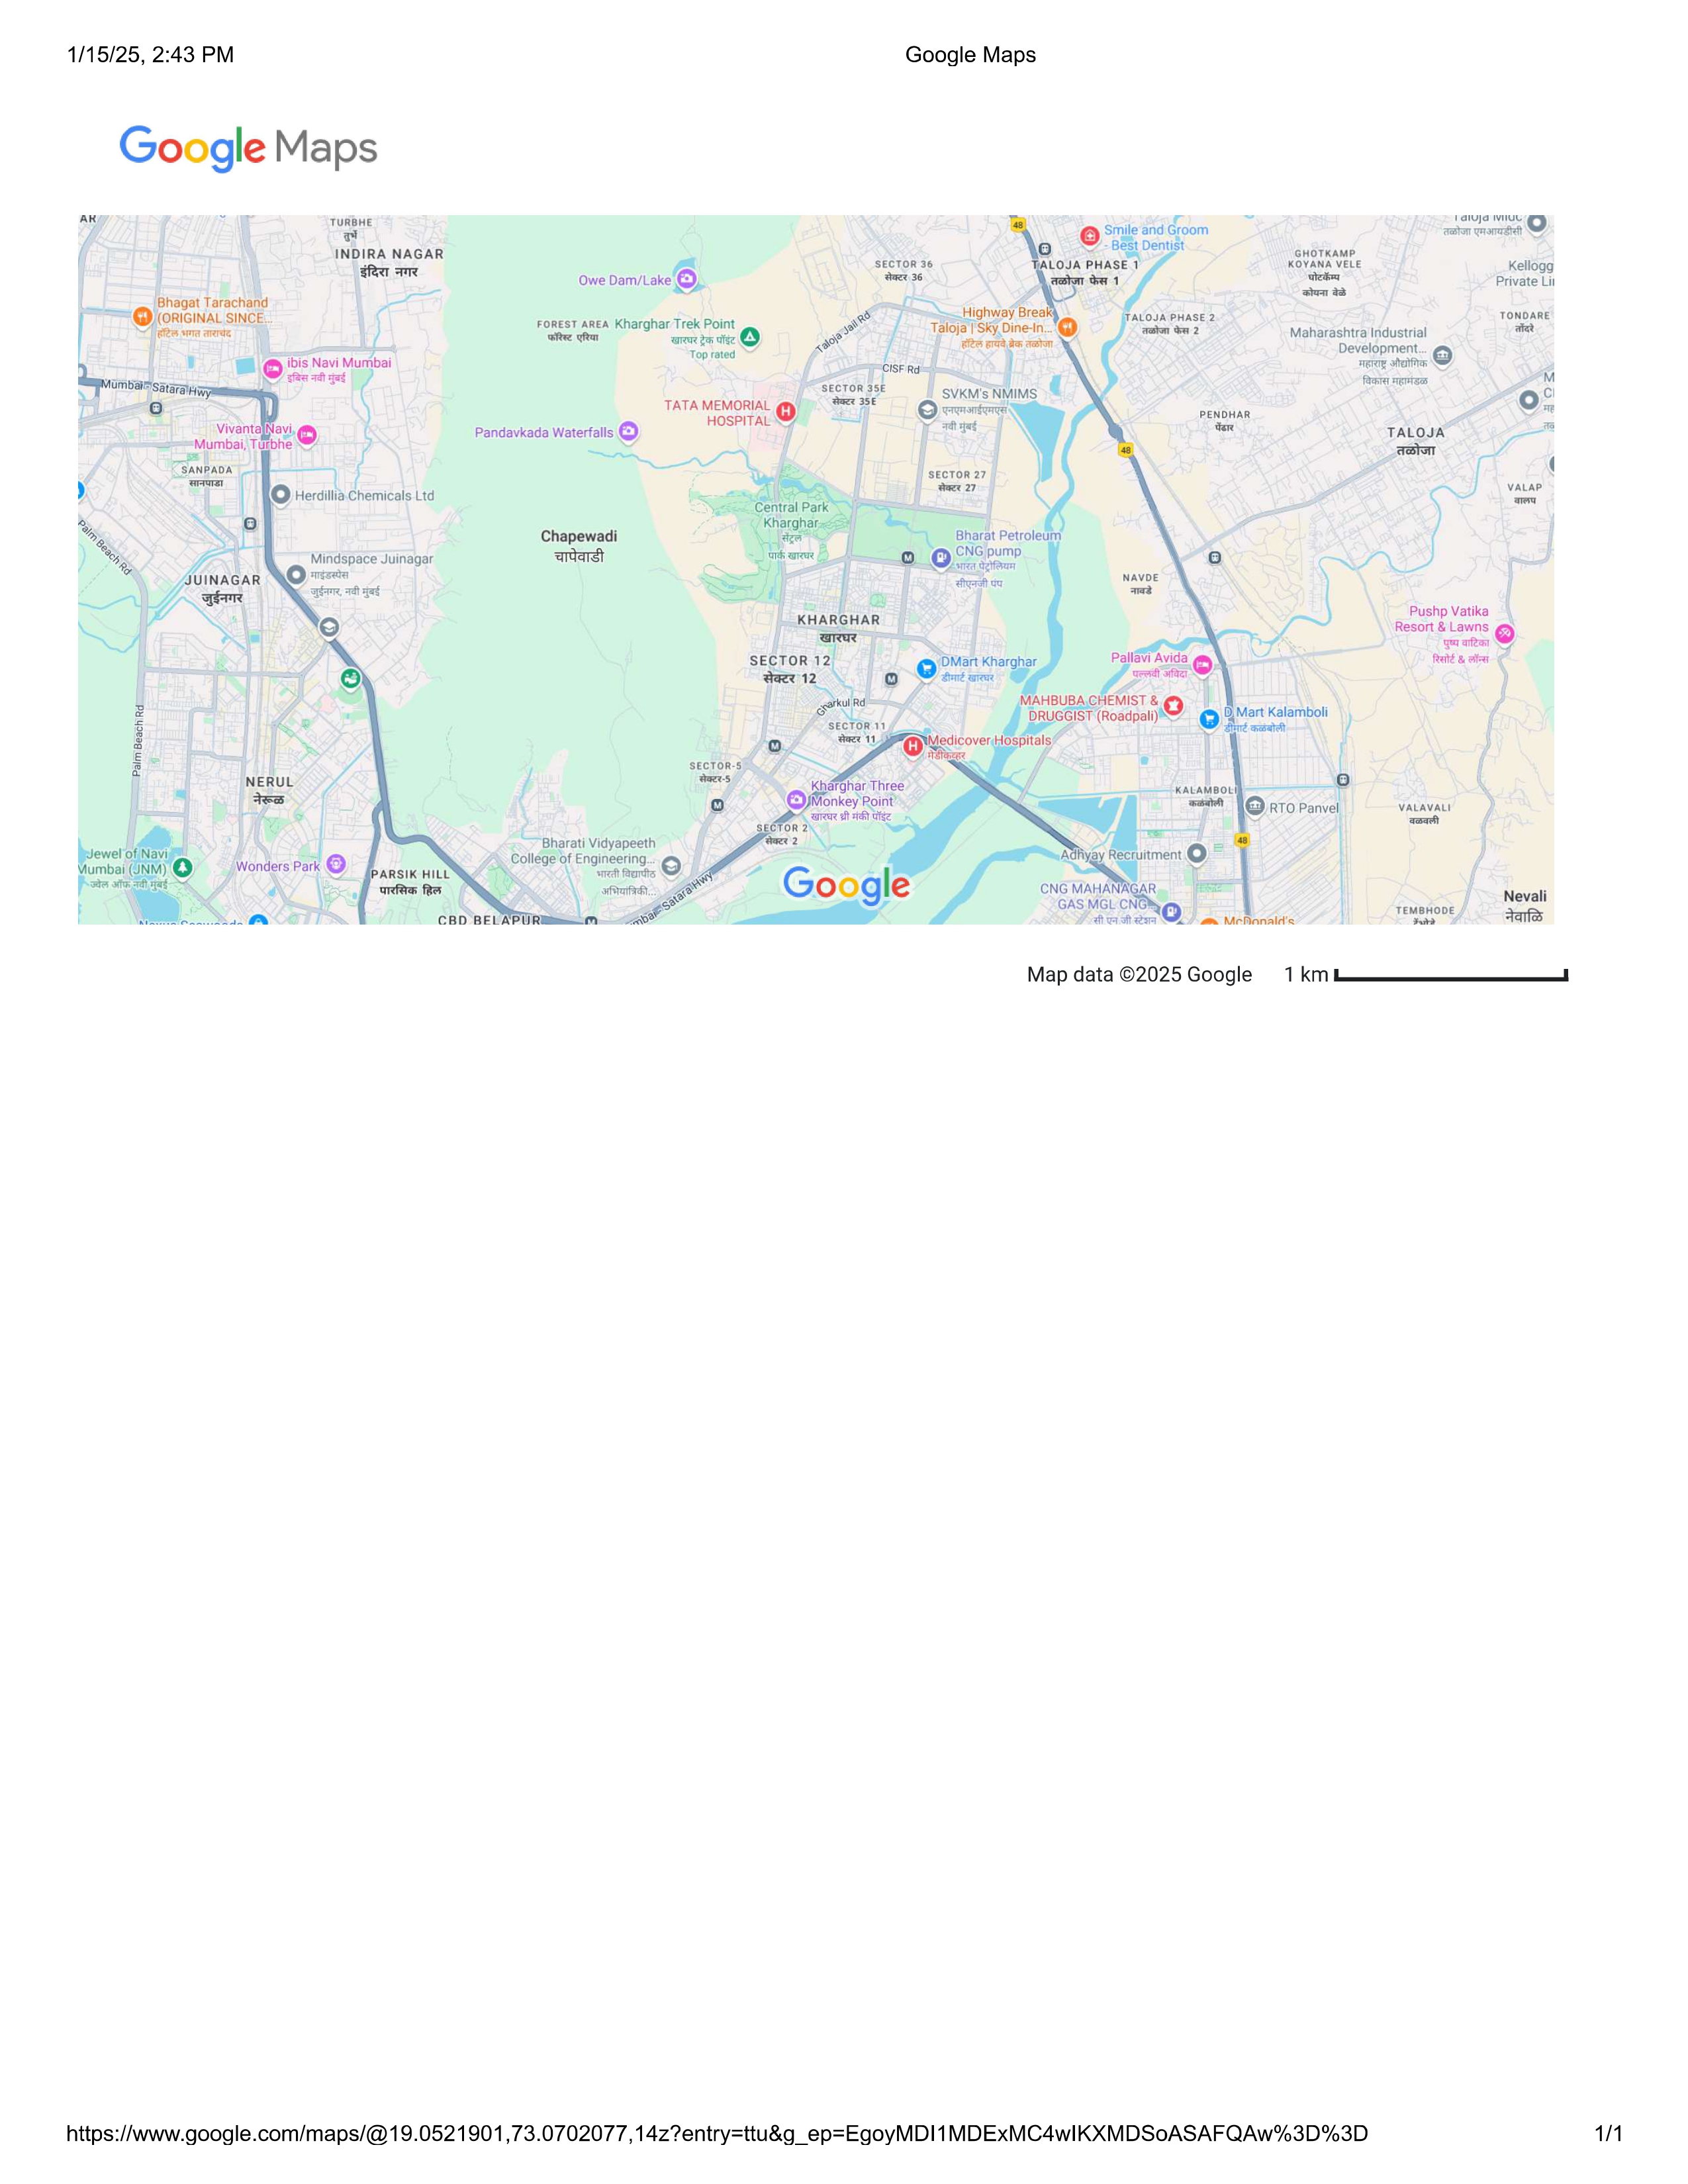 1/15/25, 2:43 PM
Google Maps
Google Maps
AR
TURBHE
तुर्भे
INDIRA NAGAR
इंदिरा नगर
Owe Dam/Lake
SECTOR 36
सेक्टर 36
48
Smile and Groom
- Best Dentist
TALOJA PHASE 1
तळोजा फेस 1
GHOTKAMP
KOYANA VELE
घोटकॅम्प
कोयना वेळे
Taloja MIDC
तळोजा एमआयडीसी
Kellogg
Private Li
Bhagat Tarachand
(ORIGINAL SINCE...
हॉटेल भगत ताराचंद
FOREST AREA
फॉरेस्ट एरिया
Kharghar Trek Point
खारघर ट्रेक पॉइंट
Top rated
Taloja Jail Rd
Highway Break
Taloja | Sky Dine-In...
हॉटेल हायवे ब्रेक तळोजा
TALOJA PHASE 2
तळोजा फेस 2
Maharashtra Industrial
Development...
महाराष्ट्र औद्योगिक
विकास महामंडळ
TONDARE
तोंदरे
ibis Navi Mumbai
इबिस नवी मुंबई
Mumbai - Satara Hwy
CISF Rd
SECTOR 35E
सेक्टर 35E
SVKM's NMIMS
एनएमआईएमएस
नवी मुंबई
TATA MEMORIAL
HOSPITAL
PENDHAR
पेंढार
M
Cl
Vivanta Navi
Mumbai, Turbhe
Pandavkada Waterfalls
48
TALOJA
तळोजा
SANPADA
सानपाडा
Herdillia Chemicals Ltd
SECTOR 27
सेक्टर 27
VALAP
वालप
Palm Beach Rd
Central Park
Kharghar
सेंट्रल
पार्क खारघर
Chapewadi
चापेवाडी
Bharat Petroleum
CNG pump
भारत पेट्रोलियम
सीएनजी पंप
M
Mindspace Juinagar
माइंडस्पेस
जुईनगर, नवी मुंबई
JUINAGAR
जुईनगर
NAVDE
नावडे
KHARGHAR
खारघर
Pushp Vatika
Resort & Lawns
पुष्प वाटिका
रिसोर्ट & लॉन्स
SECTOR 12
सेक्टर 12
DMart Kharghar
डीमार्ट खारघर
M
Pallavi Avida
पल्लवी अविदा
Gharkul Rd
MAHBUBA CHEMIST &
DRUGGIST (Roadpali)
D Mart Kalamboli
डीमार्ट कळंबोली
Palm Beach Rd
SECTOR 11
सेक्टर 11
Medicover Hospitals
मेडीकव्हर
M
SECTOR-5
सेक्टर-5
NERUL
नेरूळ
Kharghar Three
Monkey Point
खारघर थ्री मंकी पॉइंट
M
KALAMBOLI
कळंबोली
RTO Panvel
VALAVALI
वळवली
SECTOR 2
सेक्टर 2
48
Jewel of Navi
Mumbai (JNM)
ज्वेल ऑफ नवी मुंबई
Wonders Park
PARSIK HILL
पारसिक हिल
Bharati Vidyapeeth
College of Engineering...
भारती विद्यापीठ
अभियांत्रिकी...
Adhyay Recruitment
Google
CNG MAHANAGAR
GAS MGL CNG...
सी एन जी स्टेशन
Nevali
नेवाळि
TEMBHODE
CBD BELAPUR
mbai - Satara Hwy
McDonald's
Map data ©2025 Google
1 km
https://www.google.com/maps/@19.0521901,73.0702077,14z?entry=ttu&g_ep=EgoyMDI1MDExMC4wIKXMDSoASAFQAw%3D%3D
1/1